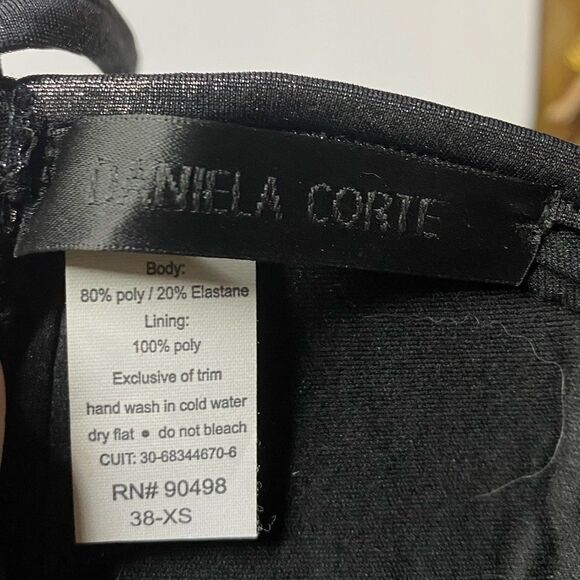 DANIELA CORTE
Body:
80% poly / 20% Elastane
Lining:
100% poly
Exclusive of trim
hand wash in cold water
dry flat • do not bleach
CUIT: 30-68344670-6
RN# 90498
38-XS